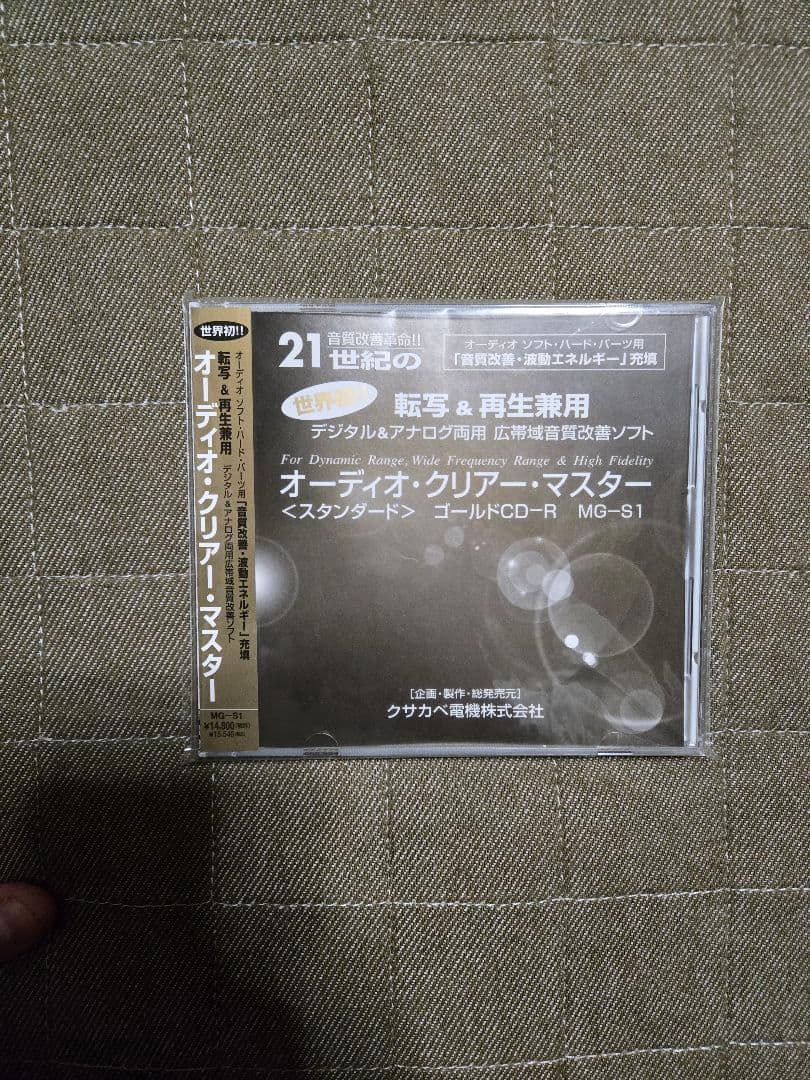 世界初!!
オーディオ ソフト・ハード・パーツ用「音質改善・波動エネルギー」充填
転写 & 再生兼用 デジタル&アナログ両用広帯域音質改善ソフト
オーディオ・クリアー・マスター
MG-S1
¥14,800(税抜)
¥15,540(税込)
音質改善革命!!
21世紀の
オーディオ ソフト・ハード・パーツ用
「音質改善・波動エネルギー」充填
世界初!! 転写 & 再生兼用
デジタル&アナログ両用 広帯域音質改善ソフト
For Dynamic Range, Wide Frequency Range & High Fidelity
オーディオ・クリアー・マスター
<スタンダード> ゴールドCD-R MG-S1
[企画・製作・総発売元]
クサカベ電機株式会社